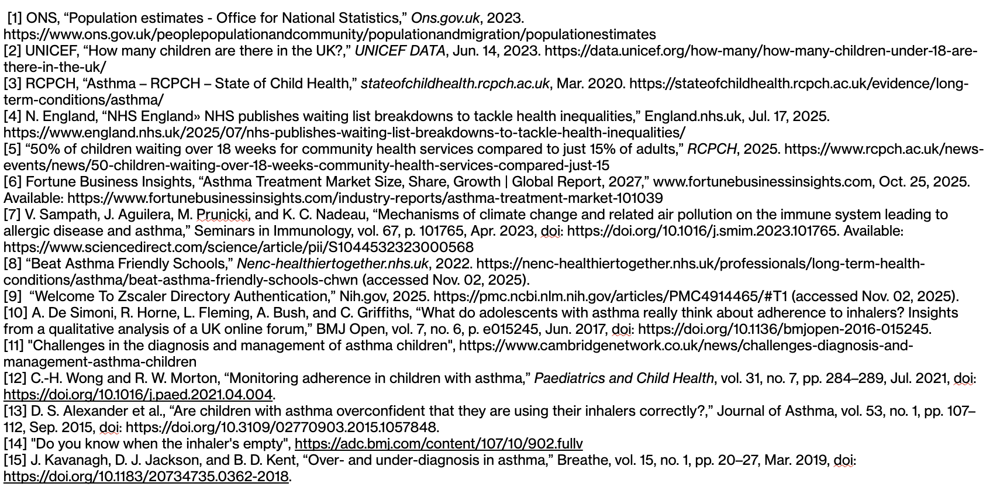 [1] ONS, “Population estimates - Office for National Statistics,” Ons.gov.uk, 2023.
https://www.ons.gov.uk/peoplepopulationandcommunity/populationandmigration/populationestimates
[2] UNICEF, “How many children are there in the UK?,” UNICEF DATA, Jun. 14, 2023. https://data.unicef.org/how-many/how-many-children-under-18-are-
there-in-the-uk/
[3] RCPCH, “Asthma – RCPCH – State of Child Health,” stateofchildhealth.rcpch.ac.uk, Mar. 2020. https://stateofchildhealth.rcpch.ac.uk/evidence/long-
term-conditions/asthma/
[4] N. England, “NHS England» NHS publishes waiting list breakdowns to tackle health inequalities,” England.nhs.uk, Jul. 17, 2025.
https://www.england.nhs.uk/2025/07/nhs-publishes-waiting-list-breakdowns-to-tackle-health-inequalities/
[5] “50% of children waiting over 18 weeks for community health services compared to just 15% of adults,” RCPCH, 2025. https://www.rcpch.ac.uk/news-
events/news/50-children-waiting-over-18-weeks-community-health-services-compared-just-15
[6] Fortune Business Insights, “Asthma Treatment Market Size, Share, Growth | Global Report, 2027,” www.fortunebusinessinsights.com, Oct. 25, 2025.
Available: https://www.fortunebusinessinsights.com/industry-reports/asthma-treatment-market-101039
[7] V. Sampath, J. Aguilera, M. Prunicki, and K. C. Nadeau, “Mechanisms of climate change and related air pollution on the immune system leading to
allergic disease and asthma,” Seminars in Immunology, vol. 67, p. 101765, Apr. 2023, doi: https://doi.org/10.1016/j.smim.2023.101765. Available:
https://www.sciencedirect.com/science/article/pii/S1044532323000568
[8] “Beat Asthma Friendly Schools,” Nenc-healthiertogether.nhs.uk, 2022. https://nenc-healthiertogether.nhs.uk/professionals/long-term-health-
conditions/asthma/beat-asthma-friendly-schools-chwn (accessed Nov. 02, 2025).
[9]  “Welcome To Zscaler Directory Authentication,” Nih.gov, 2025. https://pmc.ncbi.nlm.nih.gov/articles/PMC4914465/#T1 (accessed Nov. 02, 2025).
[10] A. De Simoni, R. Horne, L. Fleming, A. Bush, and C. Griffiths, “What do adolescents with asthma really think about adherence to inhalers? Insights
from a qualitative analysis of a UK online forum,” BMJ Open, vol. 7, no. 6, p. e015245, Jun. 2017, doi: https://doi.org/10.1136/bmjopen-2016-015245.
[11] "Challenges in the diagnosis and management of asthma children", https://www.cambridgenetwork.co.uk/news/challenges-diagnosis-and-
management-asthma-children
[12] C.-H. Wong and R. W. Morton, “Monitoring adherence in children with asthma,” Paediatrics and Child Health, vol. 31, no. 7, pp. 284–289, Jul. 2021, doi:
https://doi.org/10.1016/j.paed.2021.04.004.
[13] D. S. Alexander et al., “Are children with asthma overconfident that they are using their inhalers correctly?,” Journal of Asthma, vol. 53, no. 1, pp. 107–
112, Sep. 2015, doi: https://doi.org/10.3109/02770903.2015.1057848.
[14] "Do you know when the inhaler's empty", https://adc.bmj.com/content/107/10/902.fullv
[15] J. Kavanagh, D. J. Jackson, and B. D. Kent, “Over- and under-diagnosis in asthma,” Breathe, vol. 15, no. 1, pp. 20–27, Mar. 2019, doi:
https://doi.org/10.1183/20734735.0362-2018.